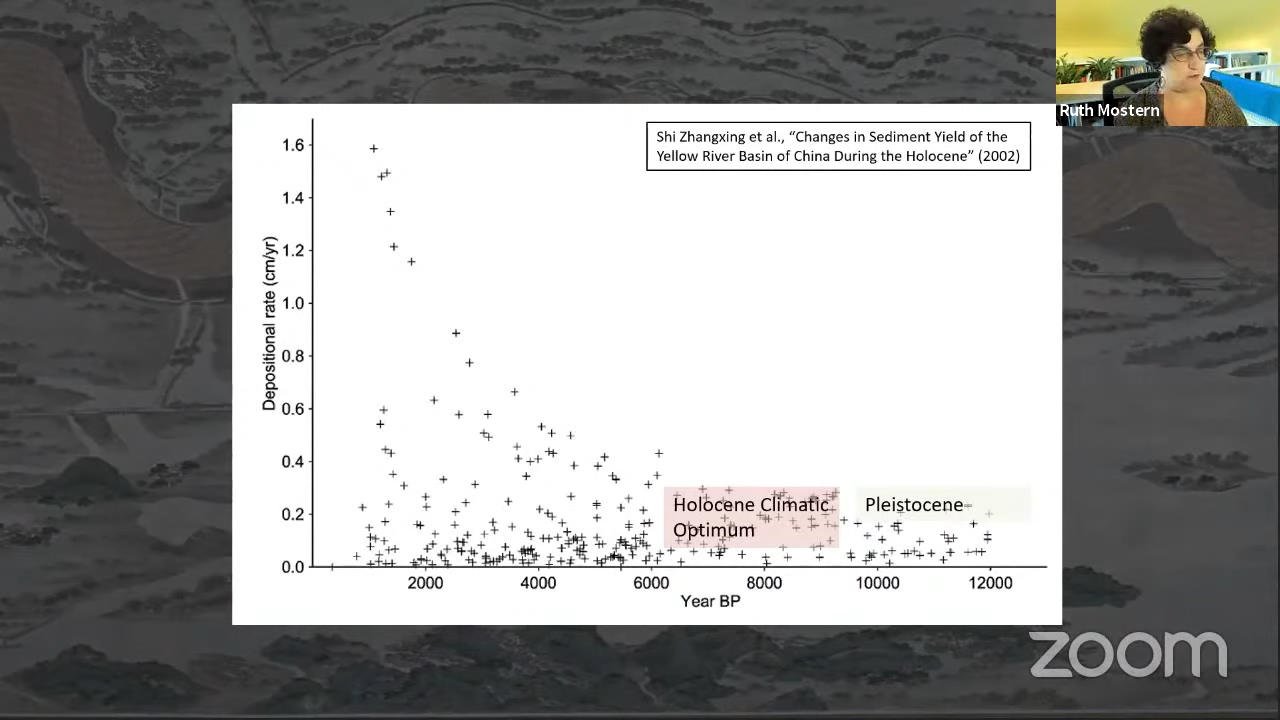 Ruth Mostern
Shi Zhangxing et al., “Changes in Sediment Yield of the
Yellow River Basin of China During the Holocene” (2002)
1.6
1.4
1.2
1.0
0.8
0.6
0.4
0.2
0.0
Depositional rate (cm/yr)
Holocene Climatic
Optimum
Pleistocene
2000 4000 6000 8000 10000 12000
Year BP
zoom